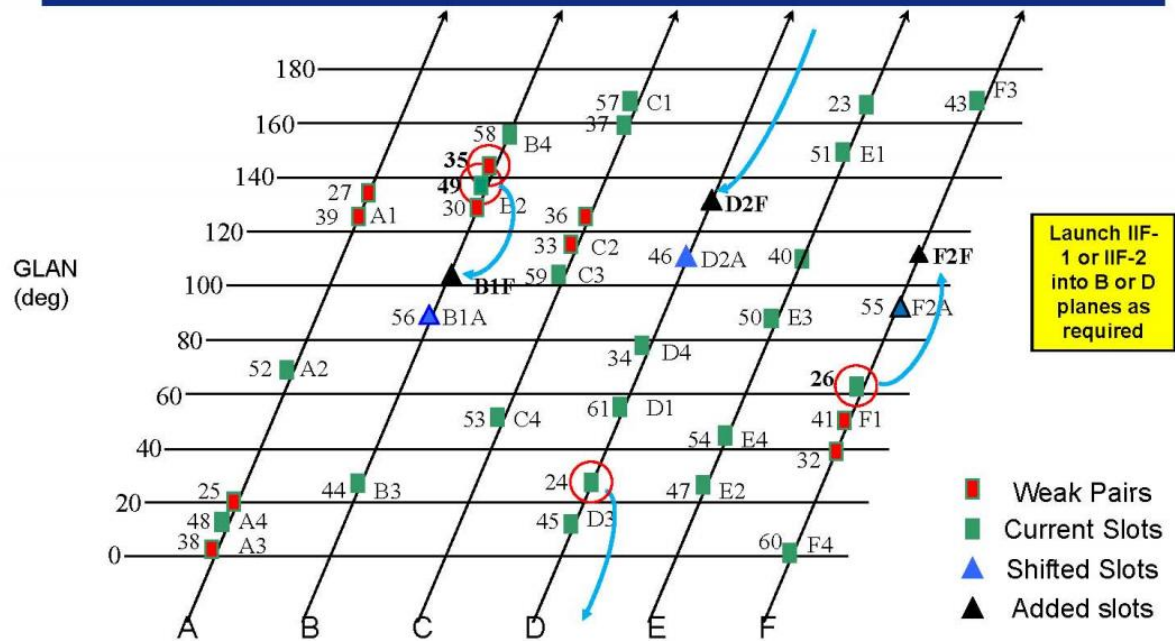 180
160
140
120
100
80
60
40
20
0
GLAN
(deg)
27
39 A1
52 A2
25
48 A4
38 A3
58 B4
35
49
30 B2
B1F
56 B1A
44 B3
57 C1
37
36
33 C2
59 C3
53 C4
D2F
46 D2A
34 D4
61 D1
24
45 D3
23
51 E1
40
50 E3
54 E4
47 E2
43 F3
F2F
55 F2A
26
41 F1
32
60 F4
A B C D E F
Launch IIF-
1 or IIF-2
into B or D
planes as
required
Weak Pairs
Current Slots
Shifted Slots
Added slots